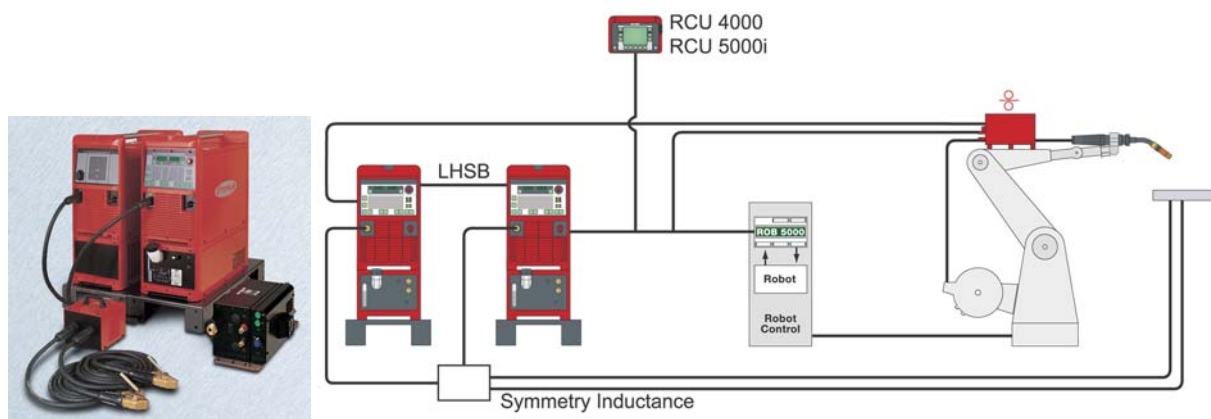 RCU 4000
RCU 5000i
LHSB
ROB 5000
Robot
Robot
Control
Symmetry Inductance